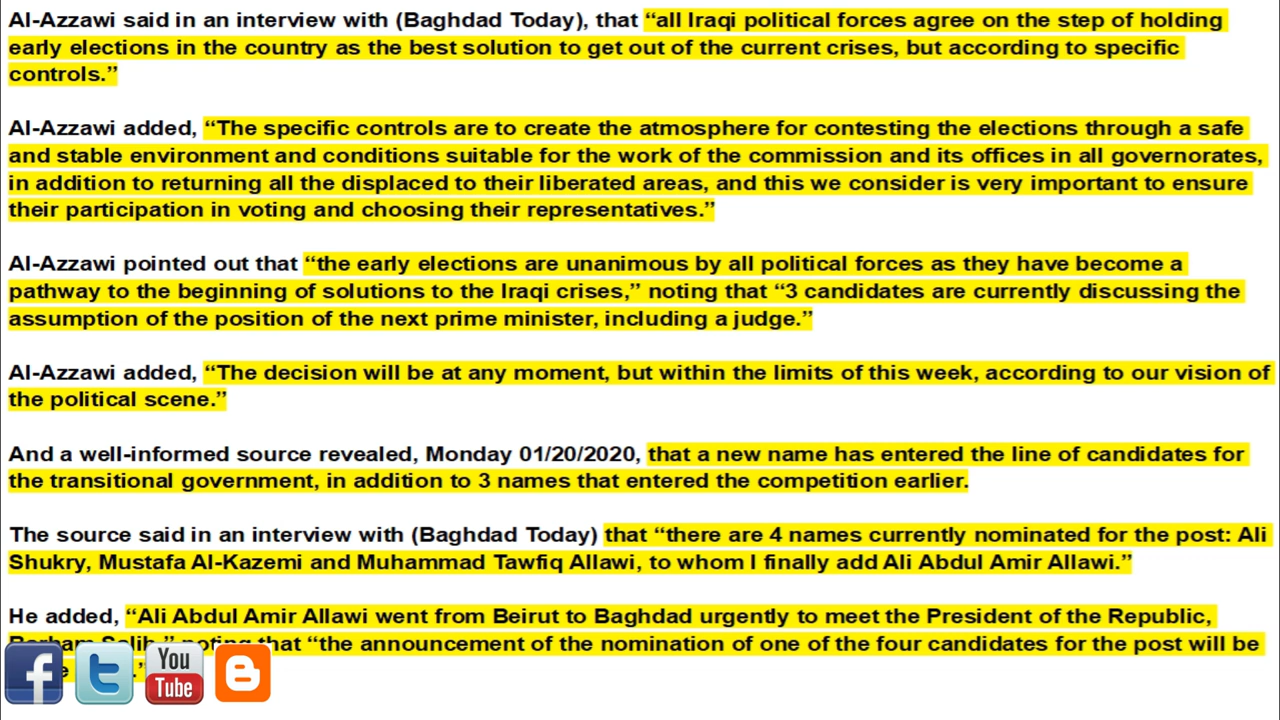 Al-Azzawi said in an interview with (Baghdad Today), that “all Iraqi political forces agree on the step of holding
early elections in the country as the best solution to get out of the current crises, but according to specific
controls.”
Al-Azzawi added, “The specific controls are to create the atmosphere for contesting the elections through a safe
and stable environment and conditions suitable for the work of the commission and its offices in all governorates,
in addition to returning all the displaced to their liberated areas, and this we consider is very important to ensure
their participation in voting and choosing their representatives.”
Al-Azzawi pointed out that “the early elections are unanimous by all political forces as they have become a
pathway to the beginning of solutions to the Iraqi crises,” noting that “3 candidates are currently discussing the
assumption of the position of the next prime minister, including a judge.”
Al-Azzawi added, “The decision will be at any moment, but within the limits of this week, according to our vision of
the political scene.”
And a well-informed source revealed, Monday 01/20/2020, that a new name has entered the line of candidates for
the transitional government, in addition to 3 names that entered the competition earlier.
The source said in an interview with (Baghdad Today) that “there are 4 names currently nominated for the post: Ali
Shukry, Mustafa Al-Kazemi and Muhammad Tawfiq Allawi, to whom I finally add Ali Abdul Amir Allawi.”
He added, “Ali Abdul Amir Allawi went from Beirut to Baghdad urgently to meet the President of the Republic,
Barham Salih,” noting that “the announcement of the nomination of one of the four candidates for the post will be
You
Tube